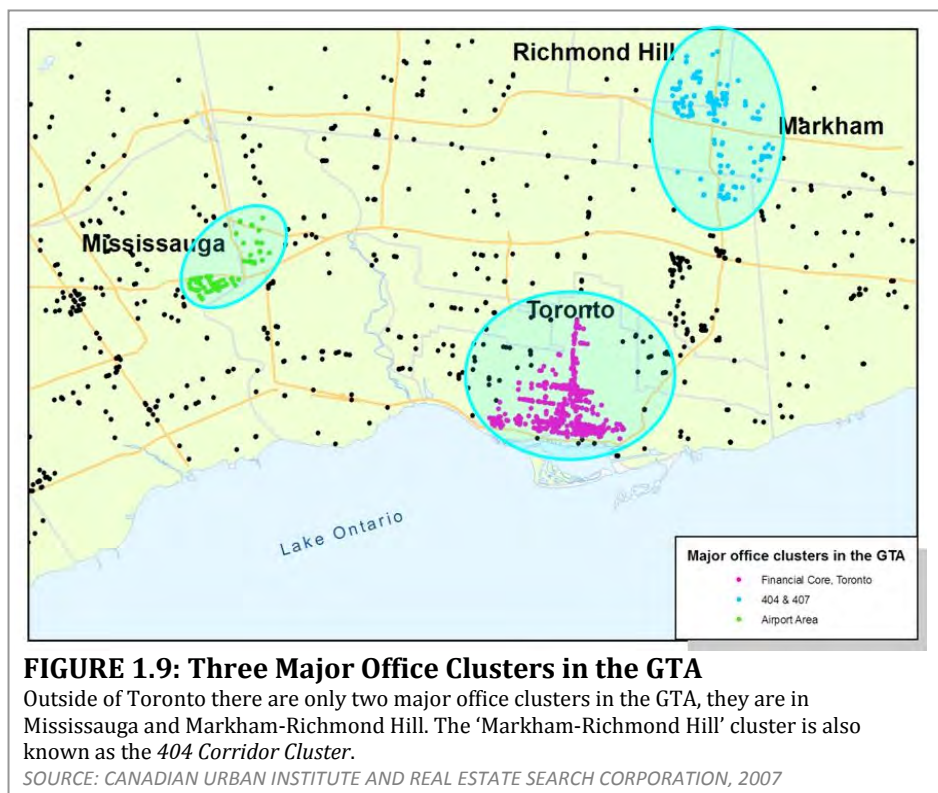 Richmond Hill
Markham
Mississauga
Toronto
Lake Ontario
Major office clusters in the GTA
Financial Core, Toronto
404 & 407
Airport Area
FIGURE 1.9: Three Major Office Clusters in the GTA
Outside of Toronto there are only two major office clusters in the GTA, they are in
Mississauga and Markham-Richmond Hill. The ‘Markham-Richmond Hill’ cluster is also
known as the 404 Corridor Cluster.
SOURCE: CANADIAN URBAN INSTITUTE AND REAL ESTATE SEARCH CORPORATION, 2007